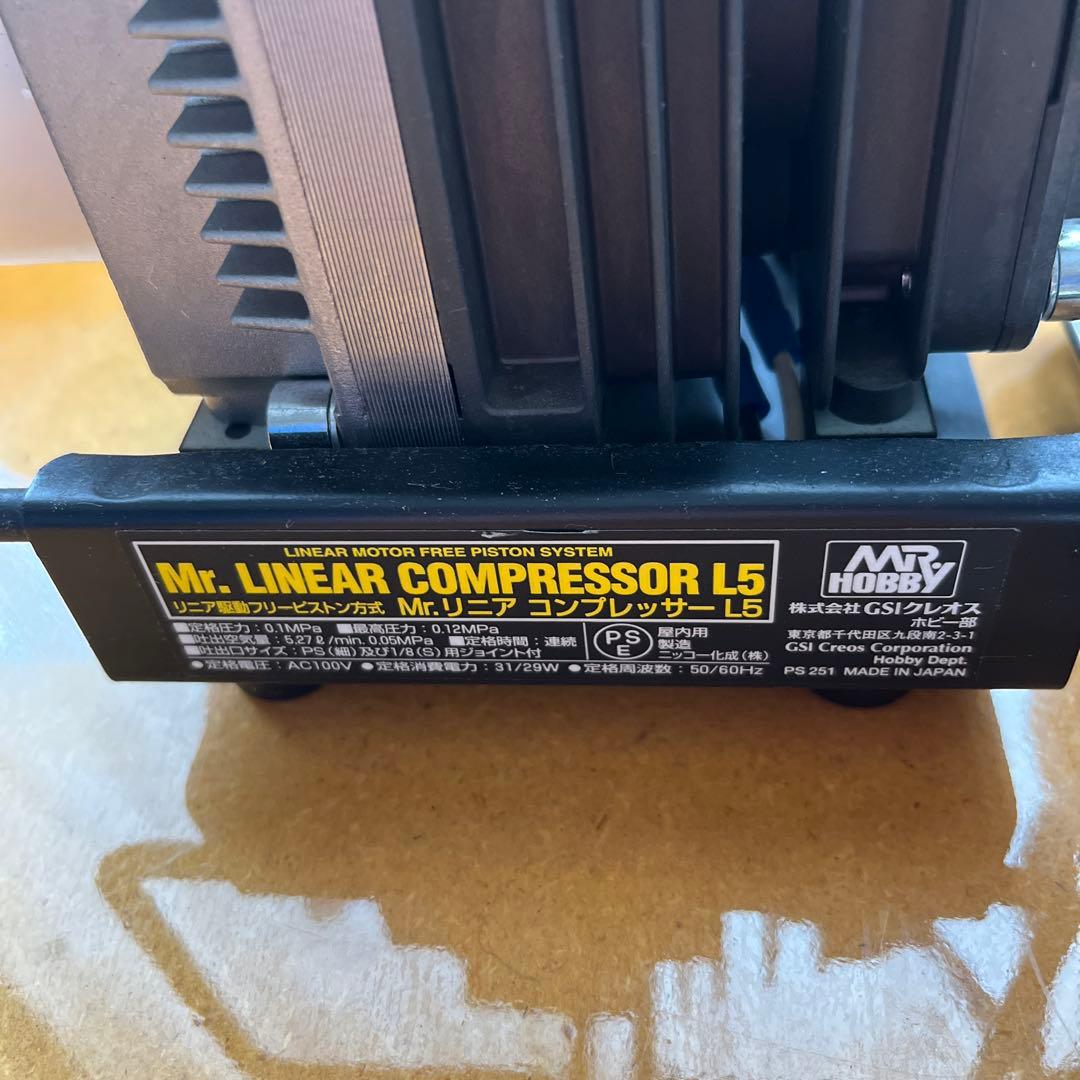 LINEAR MOTOR FREE PISTON SYSTEM
Mr. LINEAR COMPRESSOR L5
リニア駆動フリーピストン方式 Mr.リニア コンプレッサー L5
■定格圧力：0.1MPa ■最高圧力：0.12MPa
■吐出空気量：5.27ℓ/min. 0.05MPa ■定格時間：連続
■吐出口サイズ：PS（細）及び1/8（S）用ジョイント付
●定格電圧：AC100V ●定格消費電力：31/29W ●定格周波数：50/60Hz
PS
E
屋内用
製造
ニッコー化成（株）
MR.
HOBBY
株式会社 GSIクレオス
ホビー部
東京都千代田区九段南2-3-1
GSI Creos Corporation
Hobby Dept.
PS 251 MADE IN JAPAN